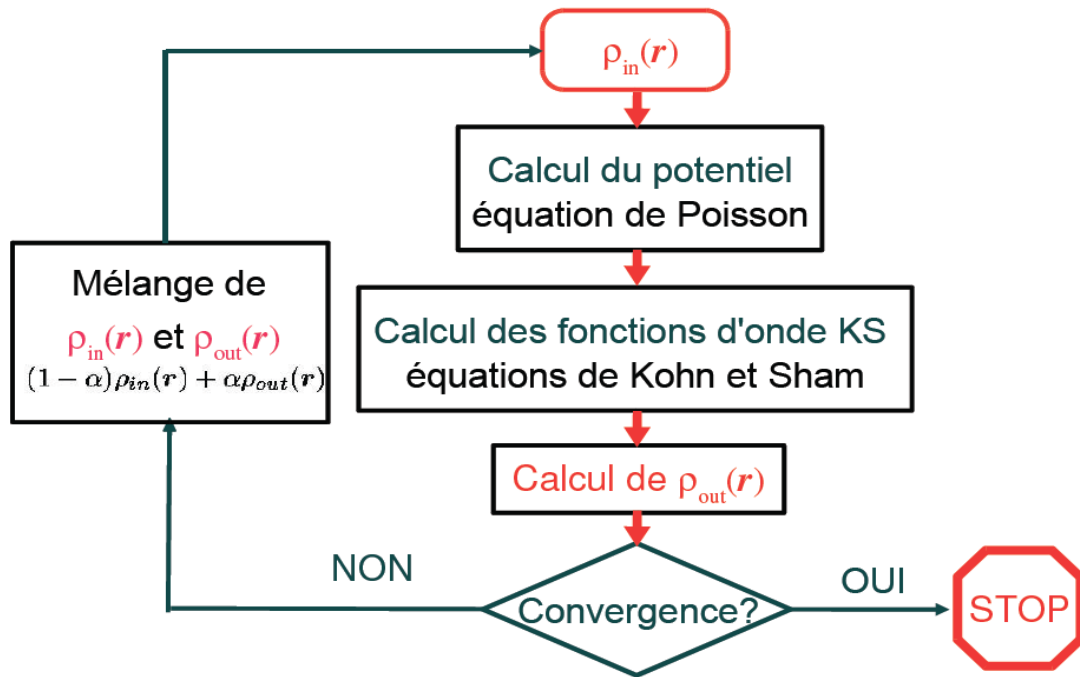 ρin(r)
Calcul du potentiel
équation de Poisson
Mélange de
ρin(r) et ρout(r)
(1 − α)ρin(r) + αρout(r)
Calcul des fonctions d'onde KS
équations de Kohn et Sham
Calcul de ρout(r)
NON
Convergence?
OUI
STOP